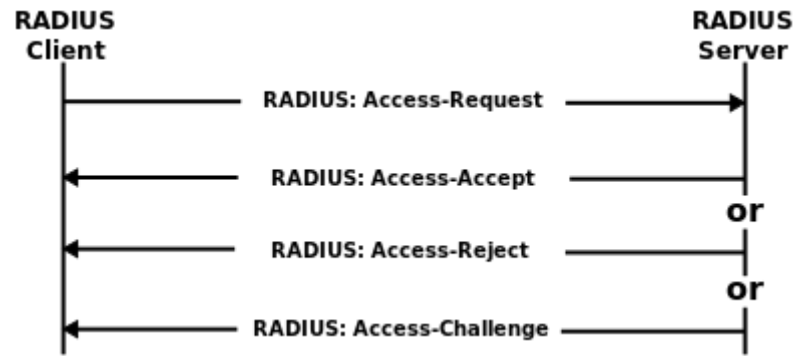 RADIUS
Client
RADIUS
Server
RADIUS: Access-Request
RADIUS: Access-Accept
or
RADIUS: Access-Reject
or
RADIUS: Access-Challenge